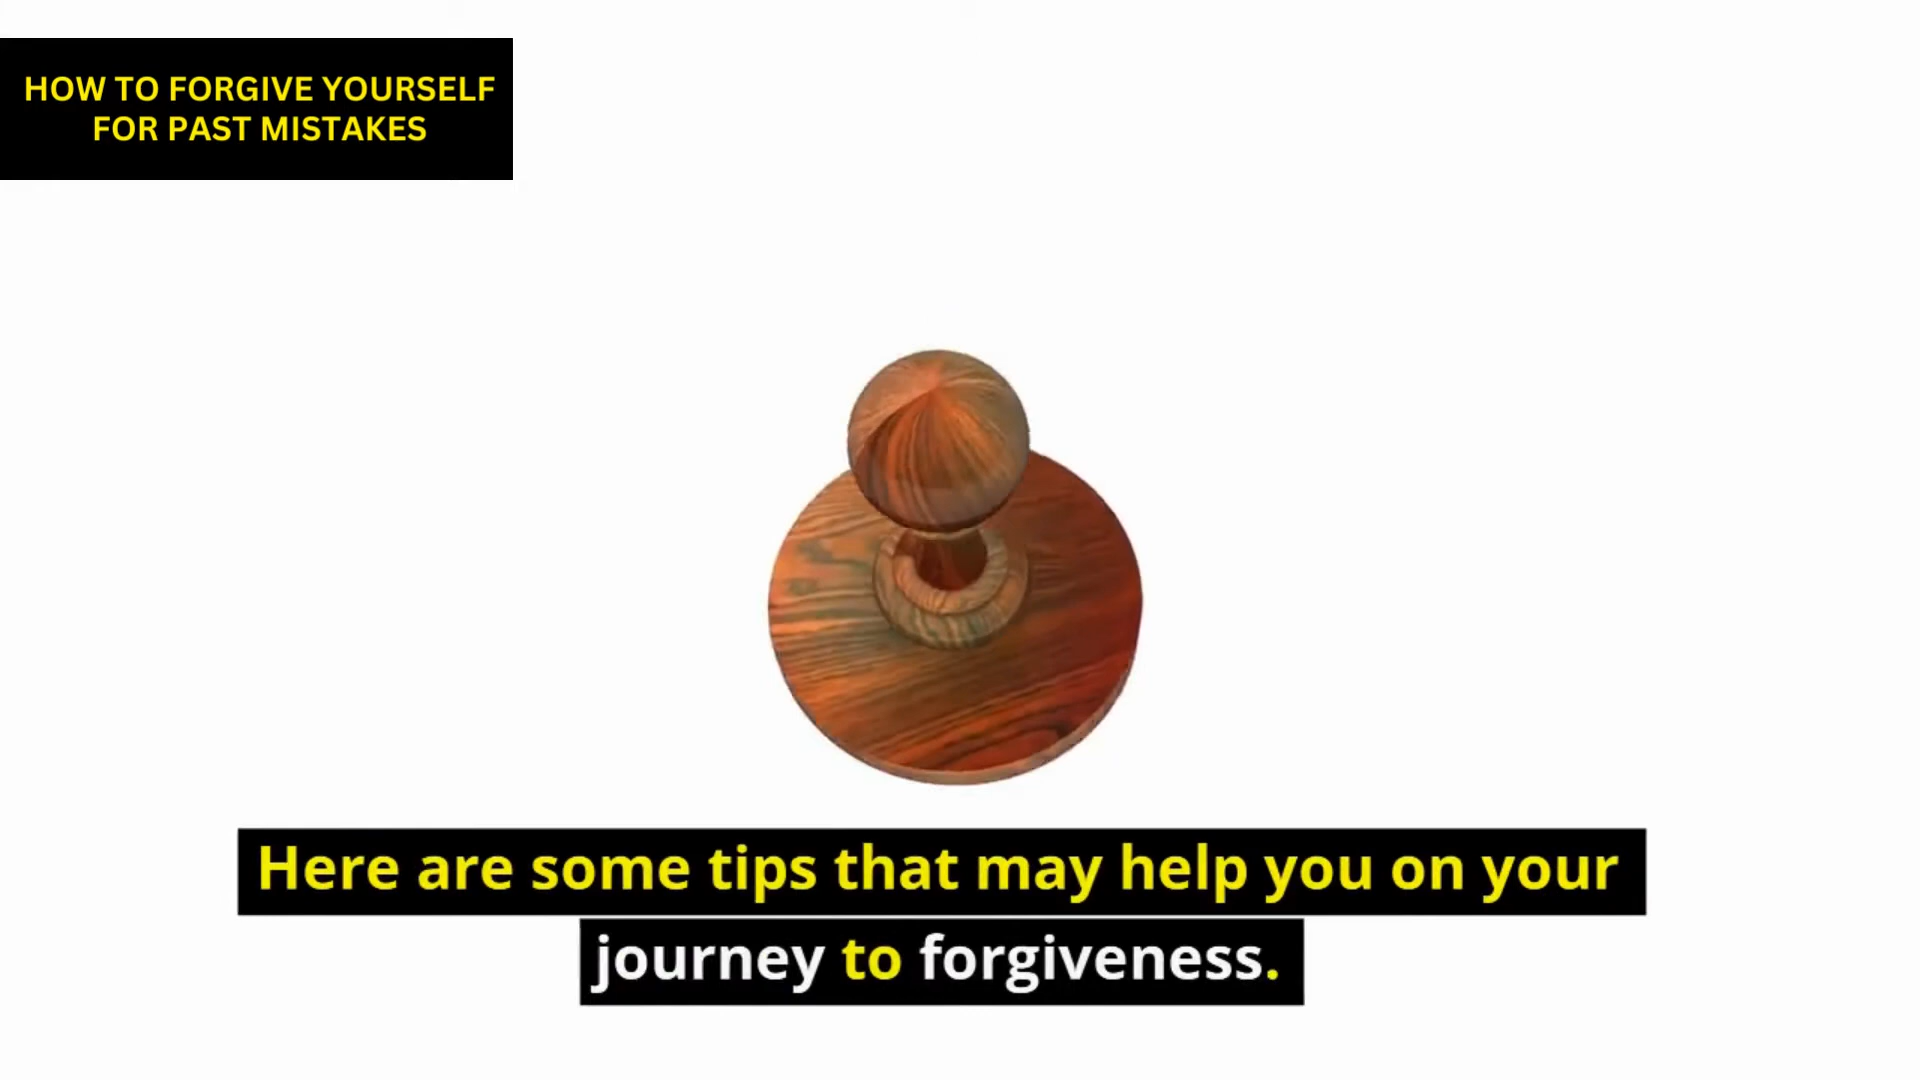 HOW TO FORGIVE YOURSELF
FOR PAST MISTAKES
Here are some tips that may help you on your
journey to forgiveness.